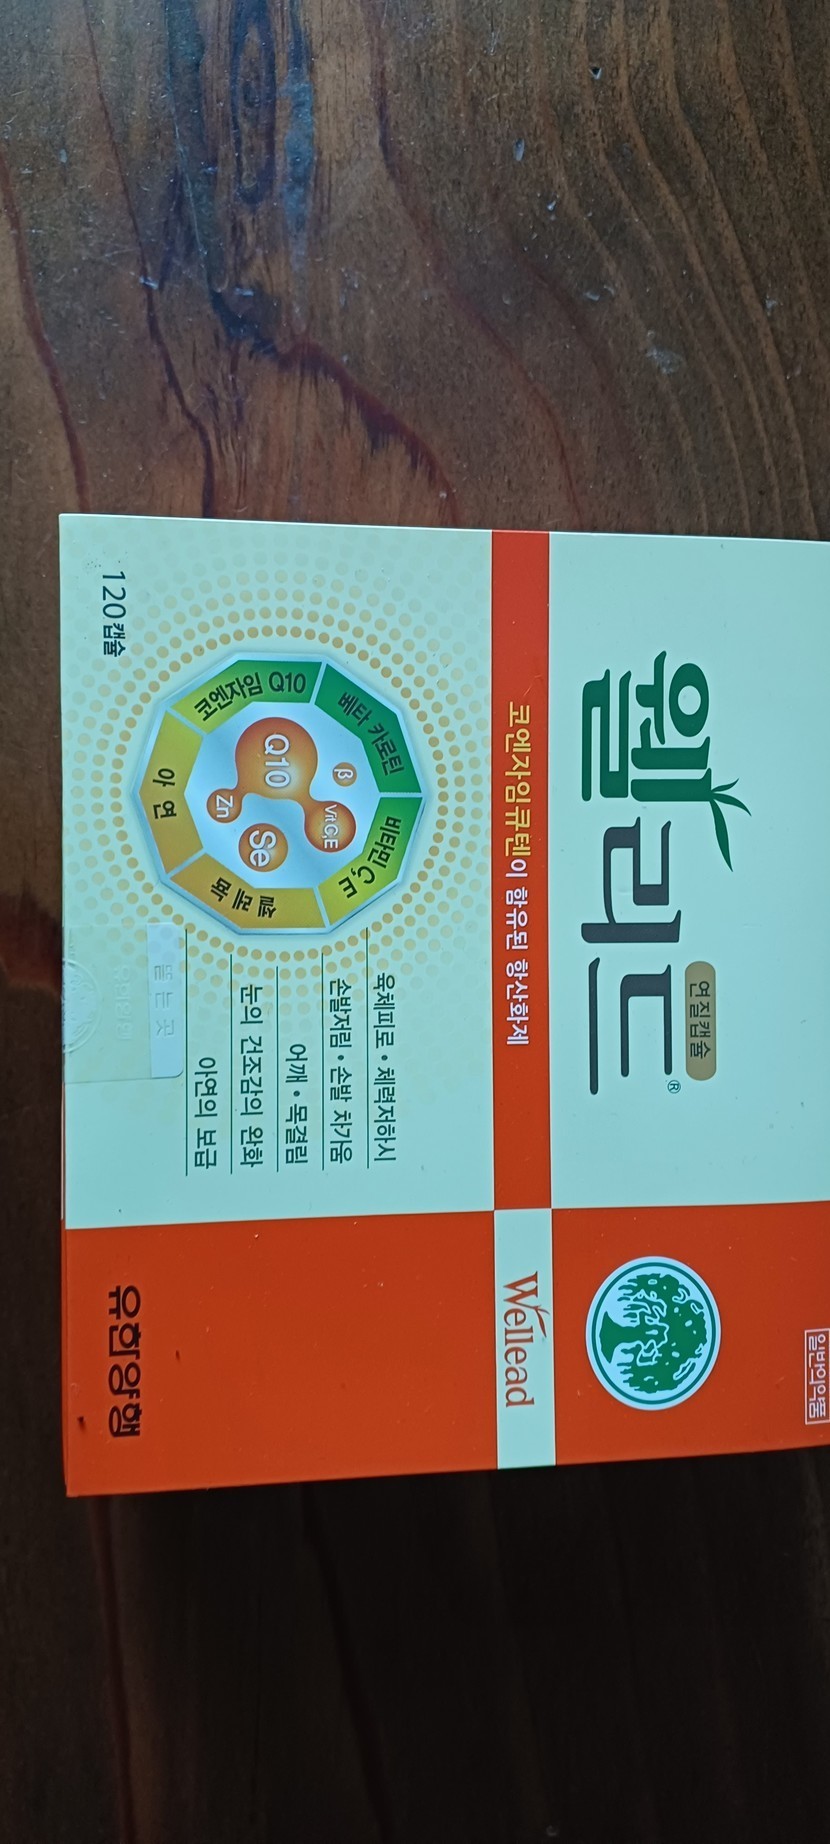 일반의약품
웰리드®
연질캡슐
코엔자임큐텐이 함유된 항산화제
Wellead
베타 카로틴
비타민 C,E
셀레늄
아연
코엔자임 Q10
β
Vit C,E
Q10
Zn
Se
육체피로 • 체력저하시
손발저림 • 손발 차가움
어깨 • 목결림
눈의 건조감의 완화
아연의 보급
뜯는곳
120캡슐
유한양행